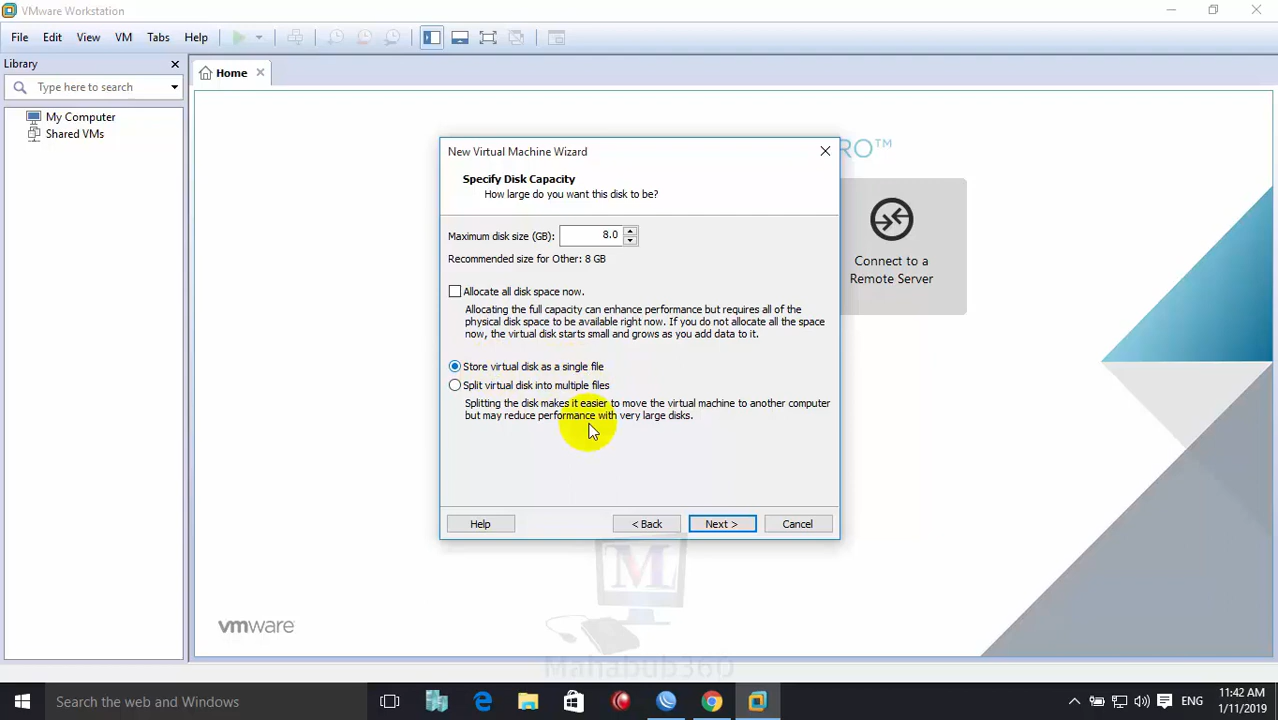 VMware Workstation
File Edit View VM Tabs Help
Library
Home
Type here to search
My Computer
Shared VMs
RO™
New Virtual Machine Wizard
Specify Disk Capacity
How large do you want this disk to be?
Maximum disk size (GB): 8.0
Recommended size for Other: 8 GB
Connect to a
Remote Server
Allocate all disk space now.
Allocating the full capacity can enhance performance but requires all of the
physical disk space to be available right now. If you do not allocate all the space
now, the virtual disk starts small and grows as you add data to it.
Store virtual disk as a single file
Split virtual disk into multiple files
Splitting the disk makes it easier to move the virtual machine to another computer
but may reduce performance with very large disks.
Help < Back Next > Cancel
M
vmware
Mahabub360
Search the web and Windows
ENG
11:42 AM
1/11/2019